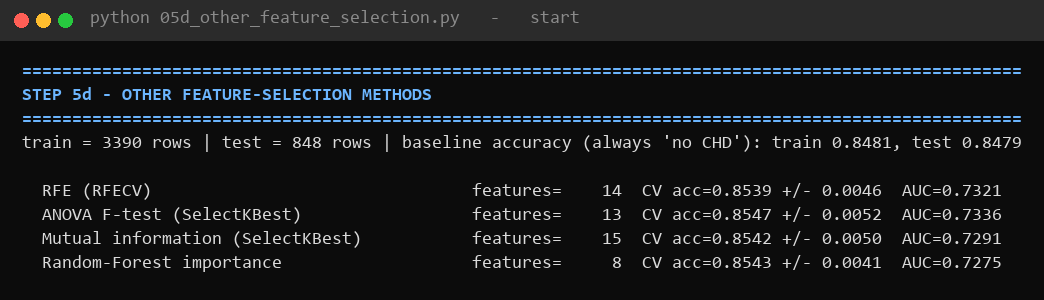 python 05d_other_feature_selection.py   -   start
====================================================================================================
STEP 5d - OTHER FEATURE-SELECTION METHODS
====================================================================================================
train = 3390 rows | test = 848 rows | baseline accuracy (always 'no CHD'): train 0.8481, test 0.8479
  RFE (RFECV)                                features=    14  CV acc=0.8539 +/- 0.0046  AUC=0.7321
  ANOVA F-test (SelectKBest)                 features=    13  CV acc=0.8547 +/- 0.0052  AUC=0.7336
  Mutual information (SelectKBest)           features=    15  CV acc=0.8542 +/- 0.0050  AUC=0.7291
  Random-Forest importance                   features=     8  CV acc=0.8543 +/- 0.0041  AUC=0.7275